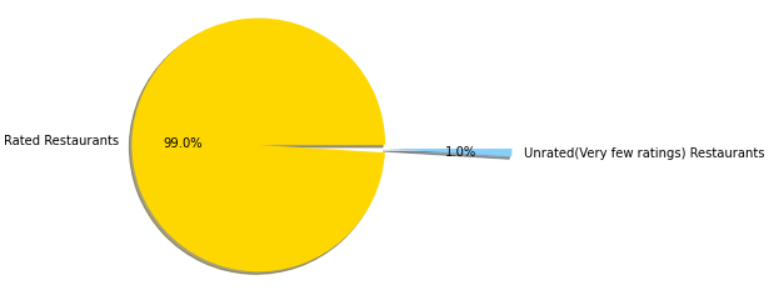 Rated Restaurants
99.0%
1.0%
Unrated(Very few ratings) Restaurants